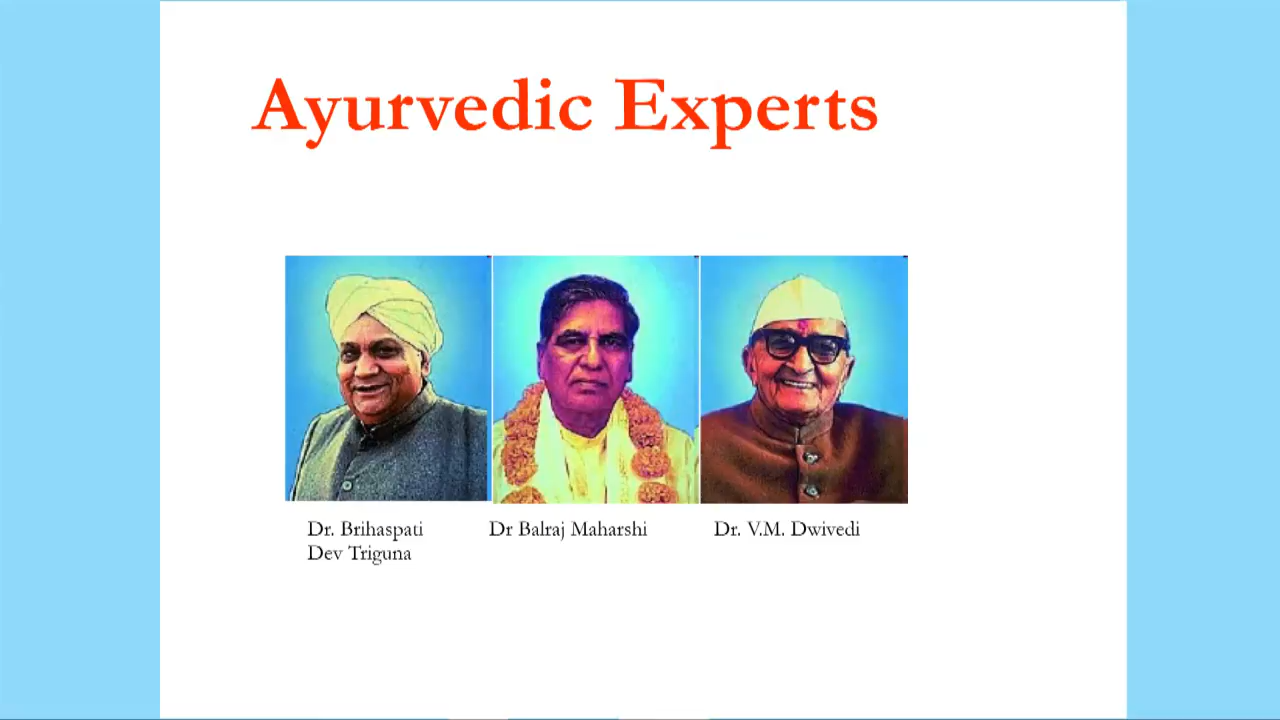 Ayurvedic Experts
Dr. Brihaspati
Dev Triguna
Dr Balraj Maharshi
Dr. V.M. Dwivedi